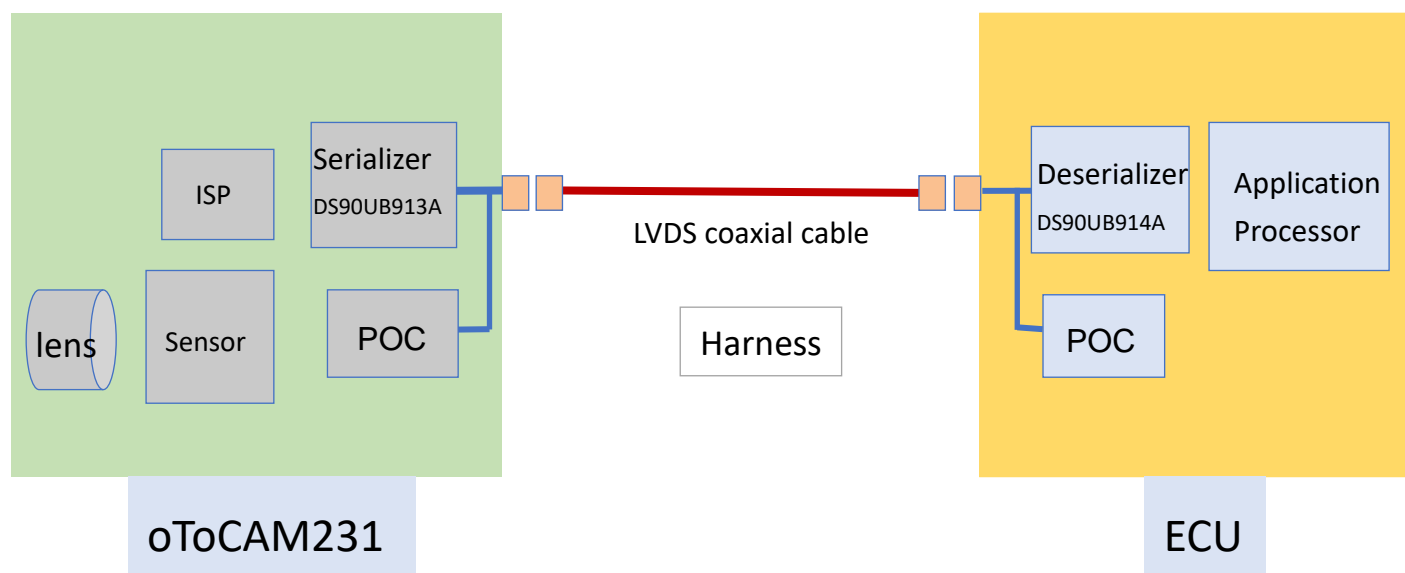 ISP
Serializer
DS90UB913A
lens
Sensor
POC
oToCAM231
LVDS coaxial cable
Harness
Deserializer
DS90UB914A
Application
Processor
POC
ECU